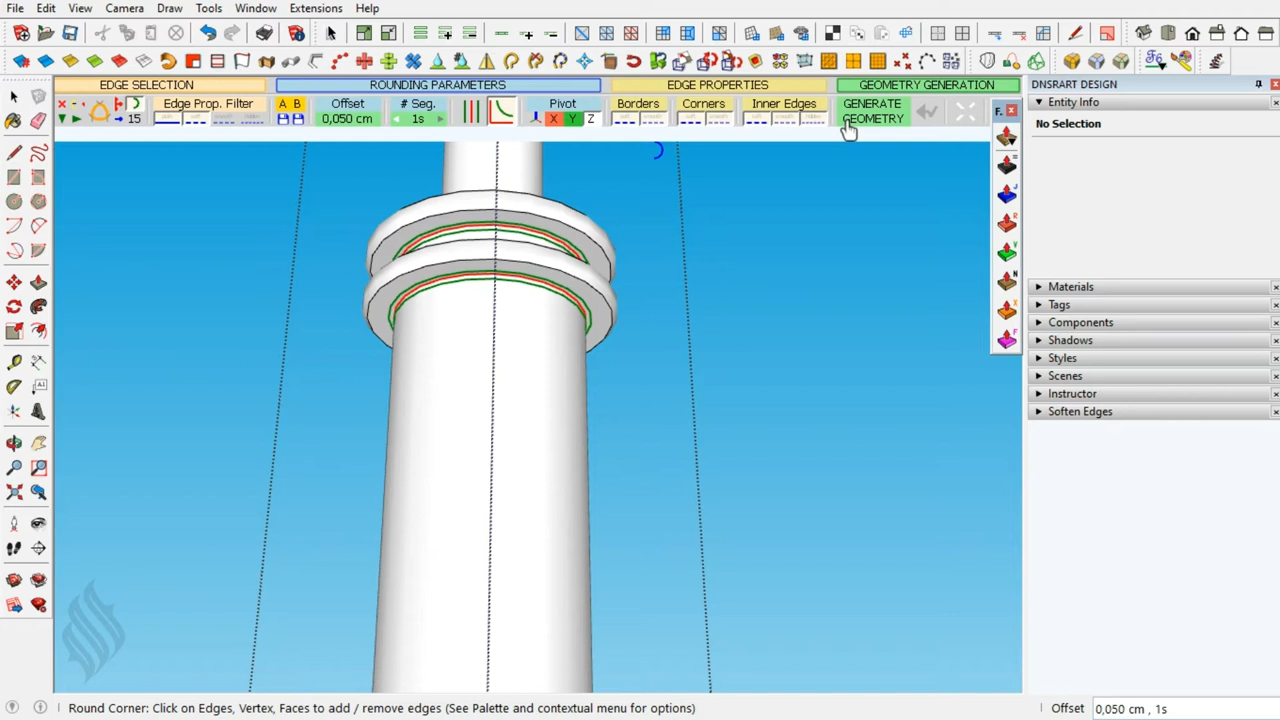 File Edit View Camera Draw Tools Window Extensions Help
EDGE SELECTION ROUNDING PARAMETERS EDGE PROPERTIES GEOMETRY GENERATION
15 Edge Prop. Filter A B Offset 0,050 cm # Seg. 1s Pivot X Y Z Borders Corners Inner Edges GENERATE GEOMETRY
DNSRART DESIGN
Entity Info
No Selection
Materials
Tags
Components
Shadows
Styles
Scenes
Instructor
Soften Edges
Round Corner: Click on Edges, Vertex, Faces to add / remove edges (See Palette and contextual menu for options)
Offset 0,050 cm , 1s